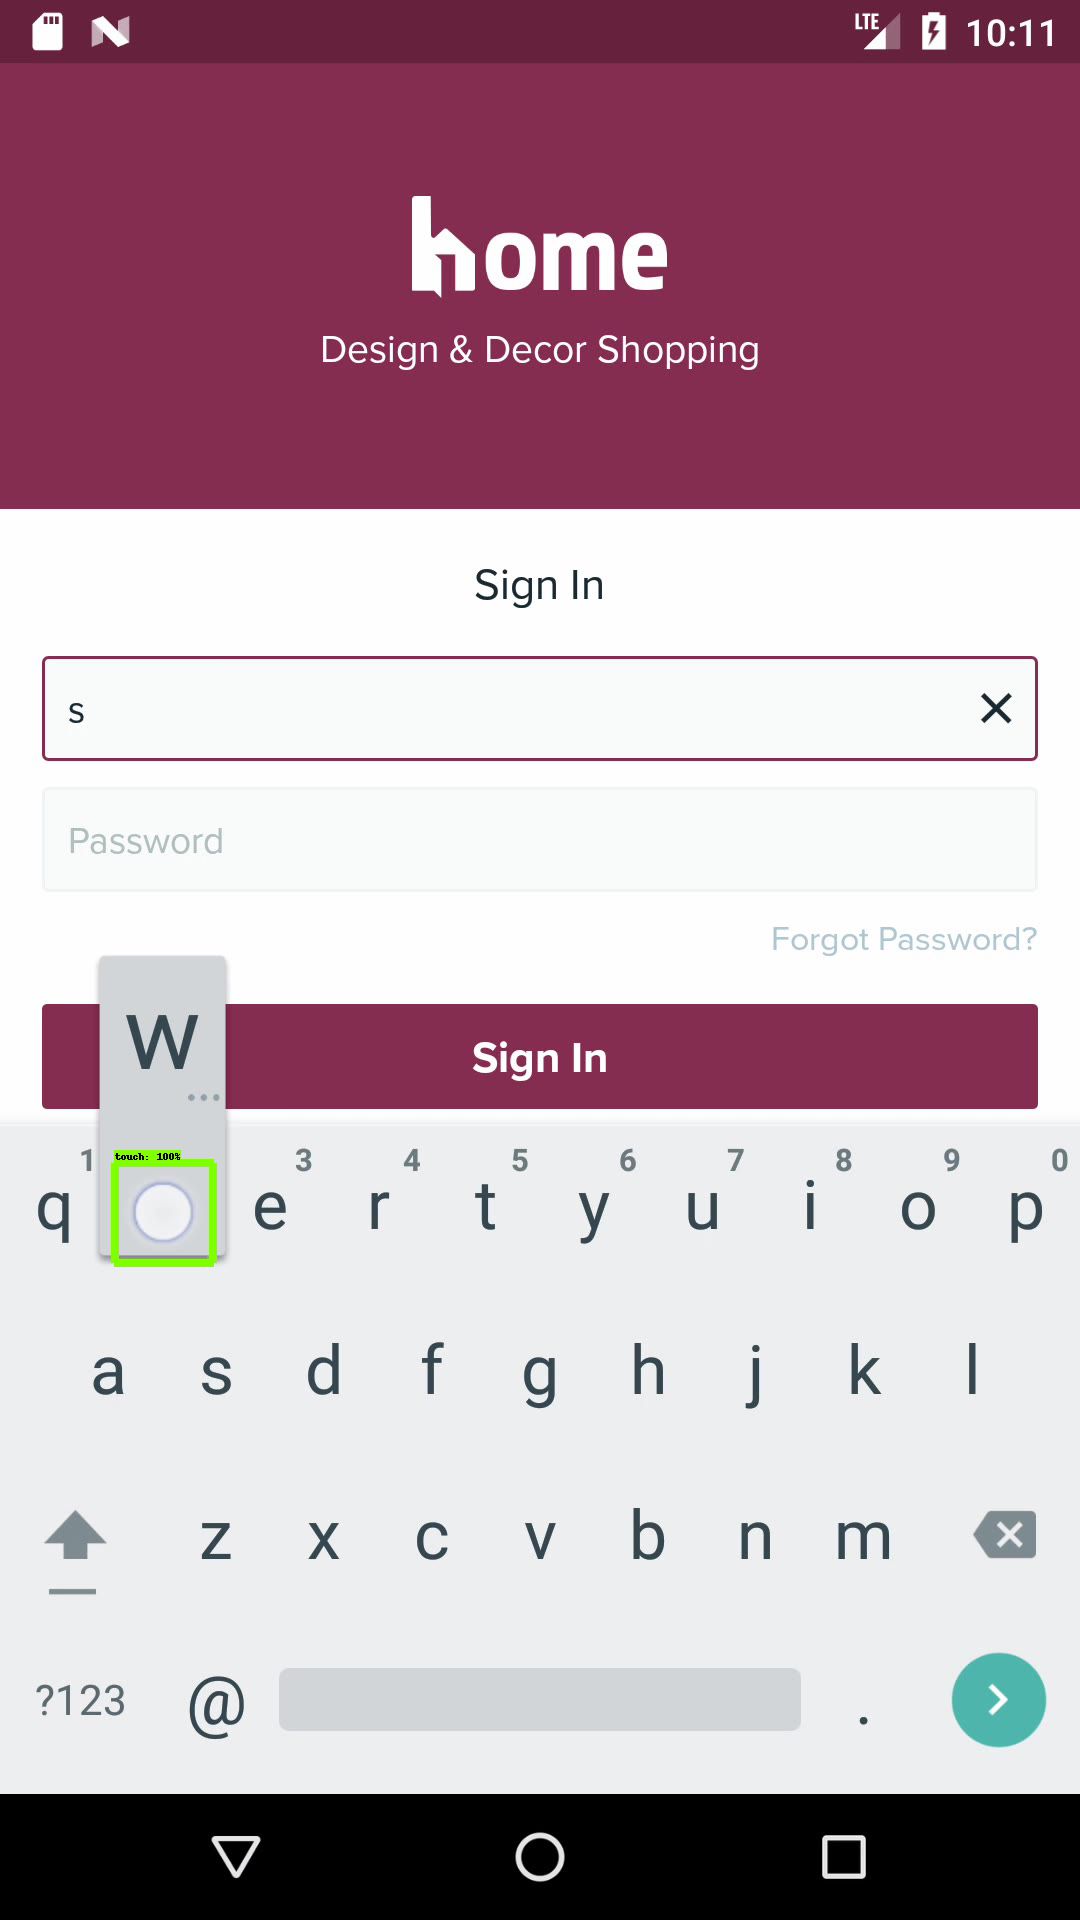 LTE 10:11
home
Design & Decor Shopping
Sign In
s
Password
Forgot Password?
W
Sign In
touch: 100%
1 3 4 5 6 7 8 9 0
q e r t y u i o p
a s d f g h j k l
z x c v b n m
?123 @ .